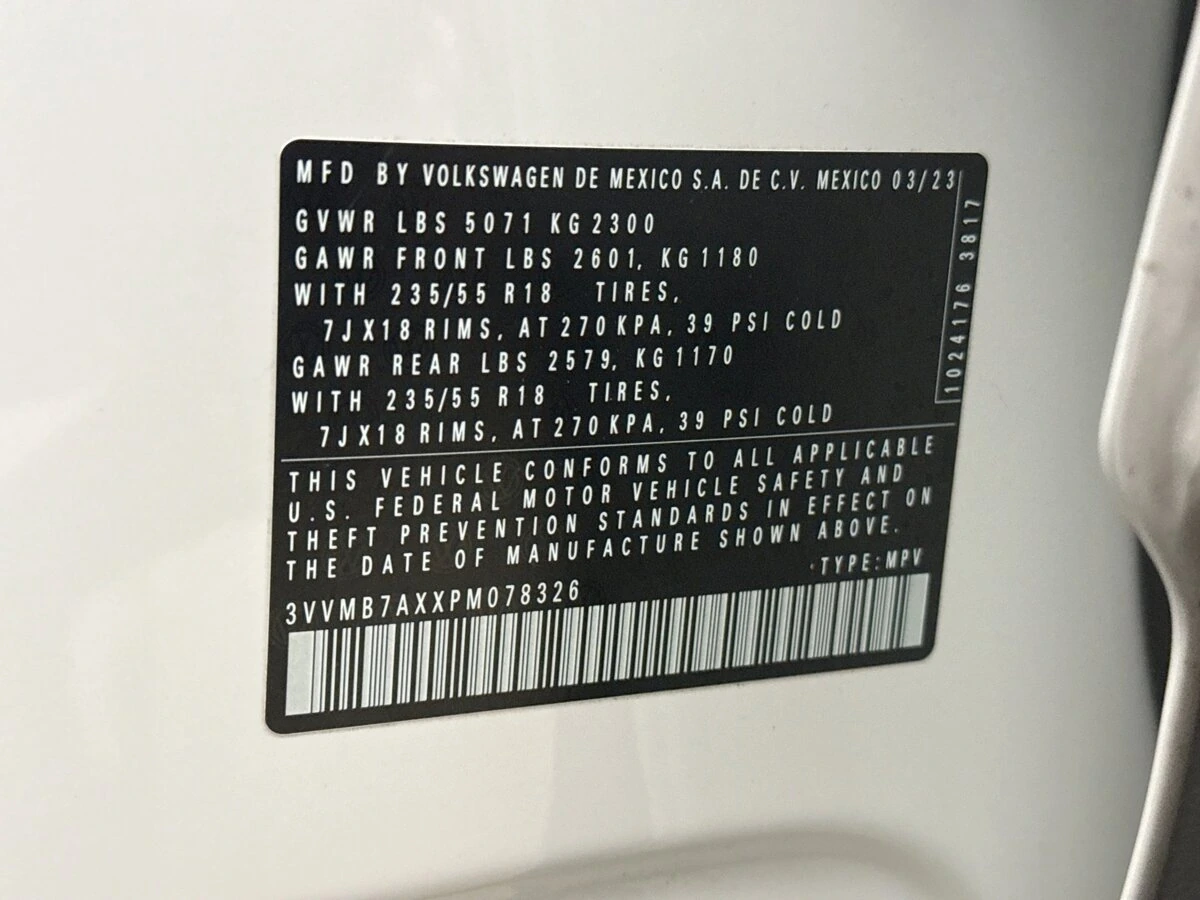 MFD BY VOLKSWAGEN DE MEXICO S.A. DE C.V. MEXICO 03/23
GVWR LBS 5071 KG 2300
GAWR FRONT LBS 2601, KG 1180
WITH 235/55 R18 TIRES,
7JX18 RIMS, AT 270 KPA, 39 PSI COLD
GAWR REAR LBS 2579, KG 1170
WITH 235/55 R18 TIRES,
7JX18 RIMS, AT 270 KPA, 39 PSI COLD
1024176 3817
THIS VEHICLE CONFORMS TO ALL APPLICABLE
U.S. FEDERAL MOTOR VEHICLE SAFETY AND
THEFT PREVENTION STANDARDS IN EFFECT ON
THE DATE OF MANUFACTURE SHOWN ABOVE.
TYPE: MPV
3VVMB7AXXPM078326